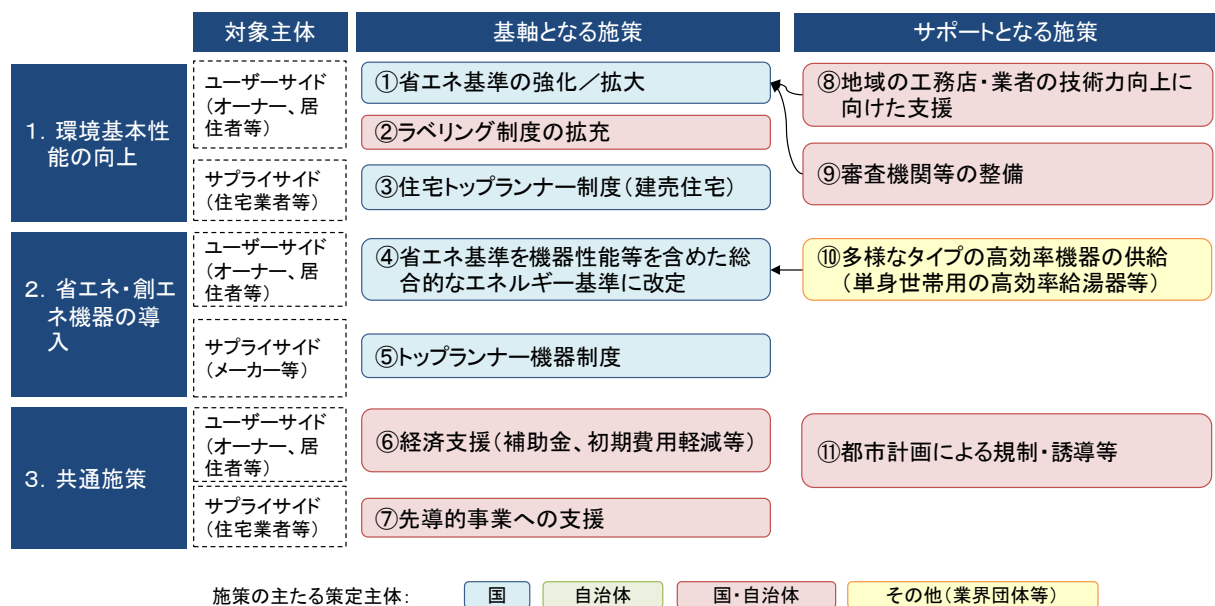 対象主体
基軸となる施策
サポートとなる施策
1．環境基本性
能の向上
ユーザーサイド
（オーナー、居
住者等）
①省エネ基準の強化／拡大
②ラベリング制度の拡充
サプライサイド
（住宅業者等）
③住宅トップランナー制度（建売住宅）
⑧地域の工務店・業者の技術力向上に
向けた支援
⑨審査機関等の整備
2．省エネ・創エ
ネ機器の導
入
ユーザーサイド
（オーナー、居
住者等）
④省エネ基準を機器性能等を含めた総
合的なエネルギー基準に改定
⑩多様なタイプの高効率機器の供給
（単身世帯用の高効率給湯器等）
サプライサイド
（メーカー等）
⑤トップランナー機器制度
3．共通施策
ユーザーサイド
（オーナー、居
住者等）
⑥経済支援（補助金、初期費用軽減等）
⑪都市計画による規制・誘導等
サプライサイド
（住宅業者等）
⑦先導的事業への支援
施策の主たる策定主体：
国
自治体
国・自治体
その他（業界団体等）